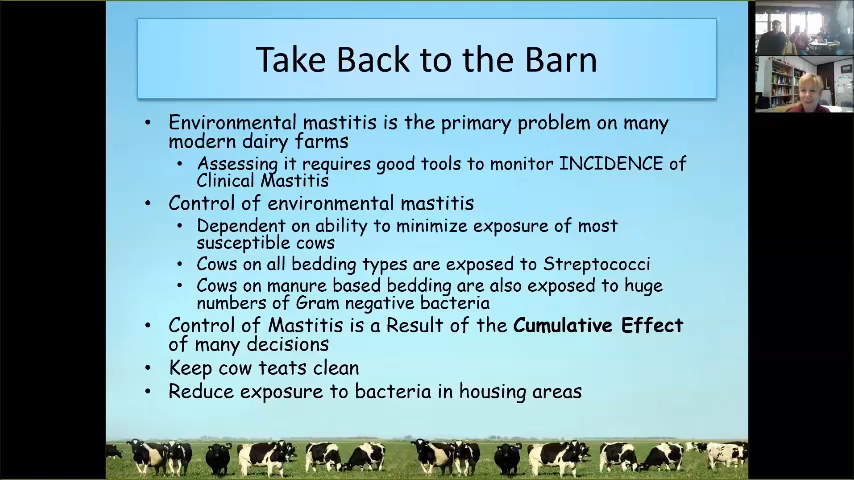 Take Back to the Barn
• Environmental mastitis is the primary problem on many
modern dairy farms
• Assessing it requires good tools to monitor INCIDENCE of
Clinical Mastitis
• Control of environmental mastitis
• Dependent on ability to minimize exposure of most
susceptible cows
• Cows on all bedding types are exposed to Streptococci
• Cows on manure based bedding are also exposed to huge
numbers of Gram negative bacteria
• Control of Mastitis is a Result of the Cumulative Effect
of many decisions
• Keep cow teats clean
• Reduce exposure to bacteria in housing areas